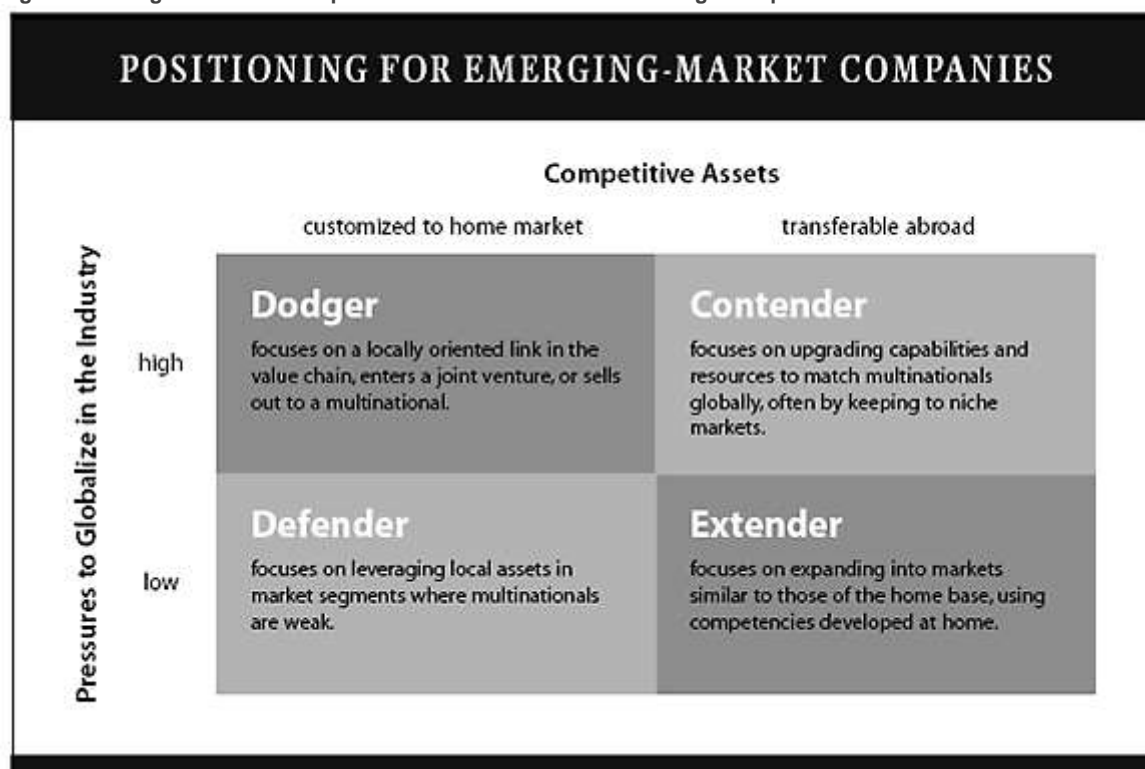 POSITIONING FOR EMERGING-MARKET COMPANIES
Competitive Assets
customized to home market
transferable abroad
Pressures to Globalize in the Industry
high
Dodger
focuses on a locally oriented link in the
value chain, enters a joint venture, or sells
out to a multinational.
Contender
focuses on upgrading capabilities and
resources to match multinationals
globally, often by keeping to niche
markets.
low
Defender
focuses on leveraging local assets in
market segments where multinationals
are weak.
Extender
focuses on expanding into markets
similar to those of the home base, using
competencies developed at home.